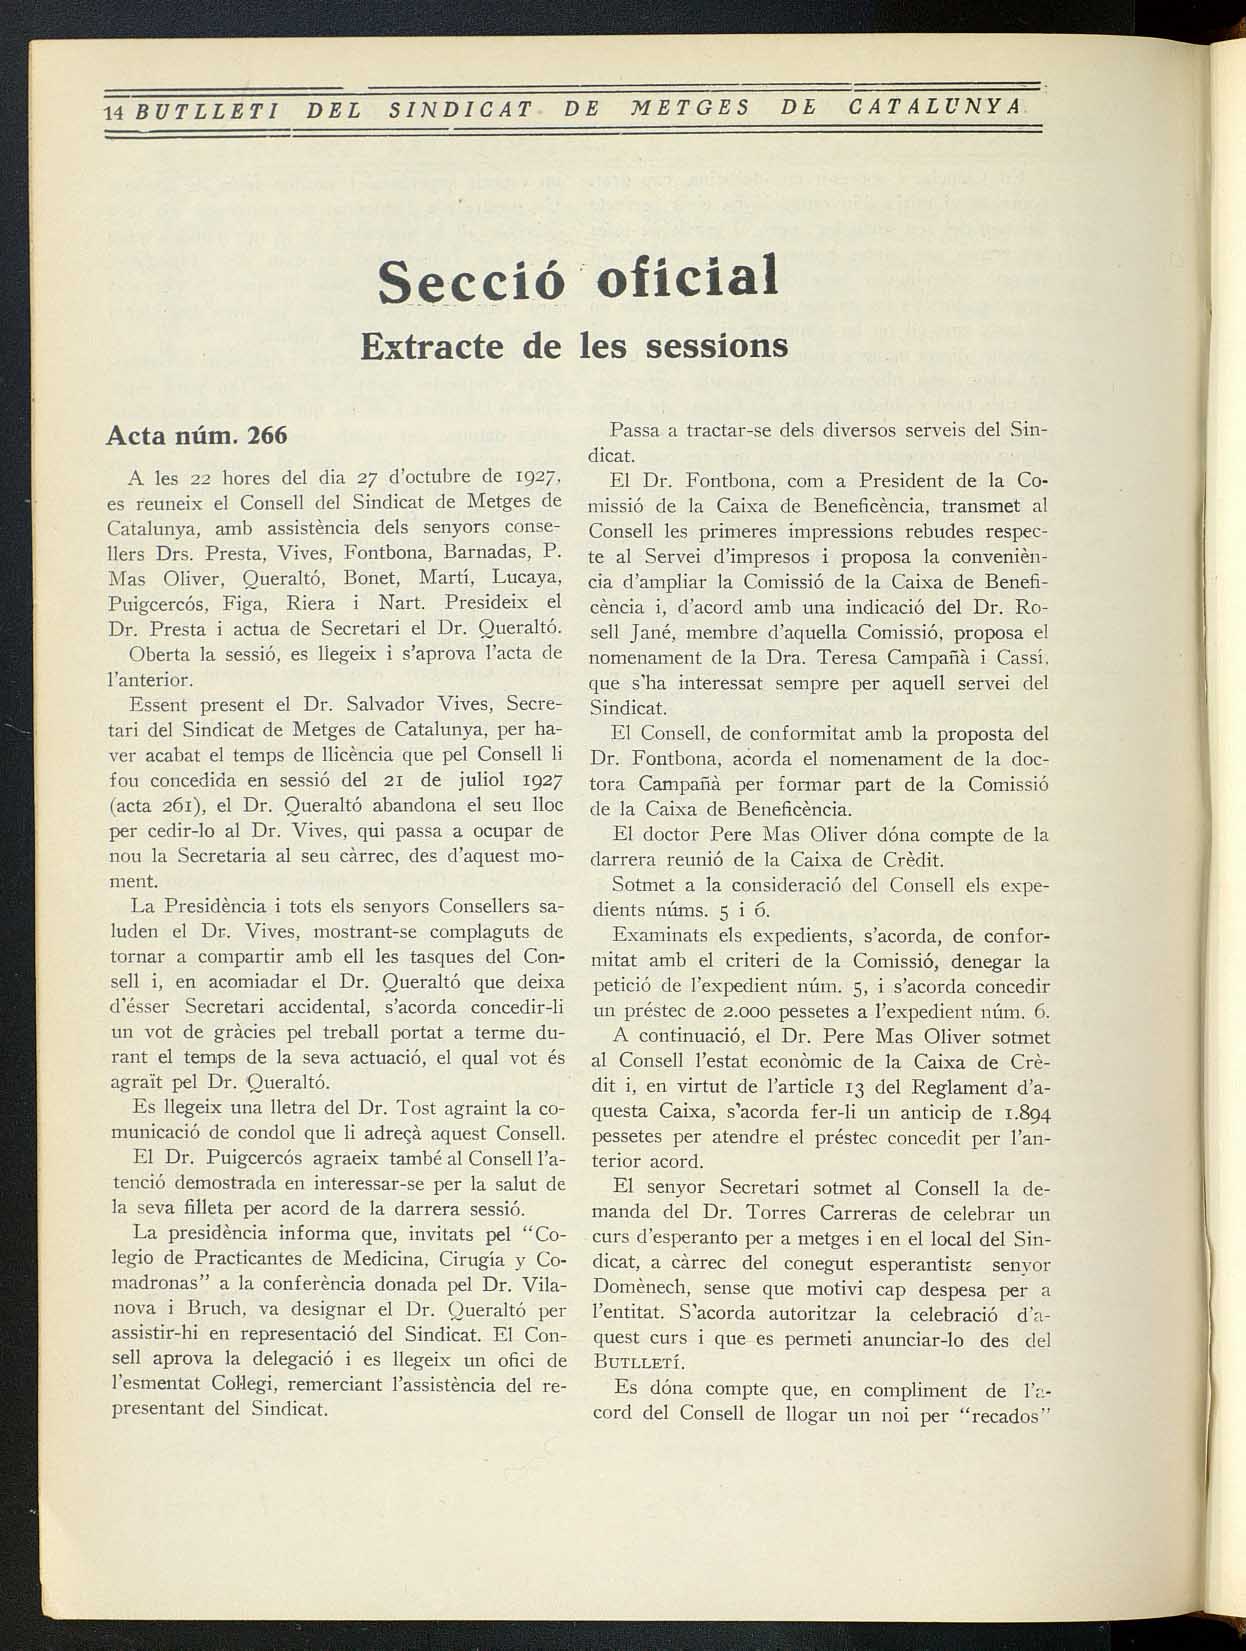 14 BUTLLETI DEL SINDICAT DE METGES DE CATALUNYA
Secció oficial
Extracte de les sessions
Acta núm. 266
A les 22 hores del dia 27 d'octubre de 1927,
es reuneix el Consell del Sindicat de Metges de
Catalunya, amb assistència dels senyors conse-
llers Drs. Presta, Vives, Fontbona, Barnadas, P.
Mas Oliver, Queraltó, Bonet, Martí, Lucaya,
Puigcercós, Figa, Riera i Nart. Presideix el
Dr. Presta i actua de Secretari el Dr. Queraltó.
Oberta la sessió, es llegeix i s'aprova l'acta de
l'anterior.
Essent present el Dr. Salvador Vives, Secre-
tari del Sindicat de Metges de Catalunya, per ha-
ver acabat el temps de llicència que pel Consell li
fou concedida en sessió del 21 de juliol 1927
(acta 261), el Dr. Queraltó abandona el seu lloc
per cedir-lo al Dr. Vives, qui passa a ocupar de
nou la Secretaria al seu càrrec, des d'aquest mo-
ment.
La Presidència i tots els senyors Consellers sa-
luden el Dr. Vives, mostrant-se complaguts de
tornar a compartir amb ell les tasques del Con-
sell i, en acomiadar el Dr. Queraltó que deixa
d'ésser Secretari accidental, s'acorda concedir-li
un vot de gràcies pel treball portat a terme du-
rant el temps de la seva actuació, el qual vot és
agraït pel Dr. Queraltó.
Es llegeix una lletra del Dr. Tost agraint la co-
municació de condol que li adreçà aquest Consell.
El Dr. Puigcercós agraeix també al Consell l'a-
tenció demostrada en interessar-se per la salut de
la seva filleta per acord de la darrera sessió.
La presidència informa que, invitats pel "Co-
legio de Practicantes de Medicina, Cirugía y Co-
madronas" a la conferència donada pel Dr. Vila-
nova i Bruch, va designar el Dr. Queraltó per
assistir-hi en representació del Sindicat. El Con-
sell aprova la delegació i es llegeix un ofici de
l'esmentat Col·legi, remerciant l'assistència del re-
presentant del Sindicat.
Passa a tractar-se dels diversos serveis del Sin-
dicat.
El Dr. Fontbona, com a President de la Co-
missió de la Caixa de Beneficència, transmet al
Consell les primeres impressions rebudes respec-
te al Servei d'impresos i proposa la convenièn-
cia d'ampliar la Comissió de la Caixa de Benefi-
cència i, d'acord amb una indicació del Dr. Ro-
sell Jané, membre d'aquella Comissió, proposa el
nomenament de la Dra. Teresa Campañà i Cassí,
que s'ha interessat sempre per aquell servei del
Sindicat.
El Consell, de conformitat amb la proposta del
Dr. Fontbona, acorda el nomenament de la doc-
tora Campañà per formar part de la Comissió
de la Caixa de Beneficència.
El doctor Pere Mas Oliver dóna compte de la
darrera reunió de la Caixa de Crèdit.
Sotmet a la consideració del Consell els expe-
dients núms. 5 i 6.
Examinats els expedients, s'acorda, de confor-
mitat amb el criteri de la Comissió, denegar la
petició de l'expedient núm. 5, i s'acorda concedir
un préstec de 2.000 pessetes a l'expedient núm. 6.
A continuació, el Dr. Pere Mas Oliver sotmet
al Consell l'estat econòmic de la Caixa de Crè-
dit i, en virtut de l'article 13 del Reglament d'a-
questa Caixa, s'acorda fer-li un anticip de 1.894
pessetes per atendre el préstec concedit per l'an-
terior acord.
El senyor Secretari sotmet al Consell la de-
manda del Dr. Torres Carreras de celebrar un
curs d'esperanto per a metges i en el local del Sin-
dicat, a càrrec del conegut esperantista senyor
Domènech, sense que motivi cap despesa per a
l'entitat. S'acorda autoritzar la celebració d'a-
quest curs i que es permeti anunciar-lo des del
BUTLLETÍ.
Es dóna compte que, en compliment de l'a-
cord del Consell de llogar un noi per "recados"